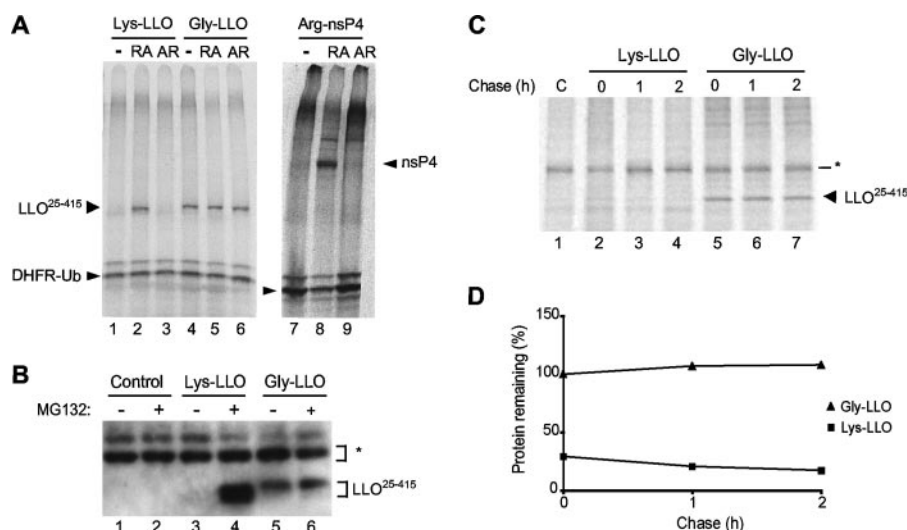 A
Lys-LLO Gly-LLO Arg-nsP4
- RA AR - RA AR - RA AR
nsP4
LLO25-415
DHFR-Ub
1 2 3 4 5 6 7 8 9
B
Control Lys-LLO Gly-LLO
MG132: - + - + - +
*
LLO25-415
1 2 3 4 5 6
C
Lys-LLO Gly-LLO
Chase (h) C 0 1 2 0 1 2
*
LLO25-415
1 2 3 4 5 6 7
D
Protein remaining (%)
150
100
50
0
0 1 2
Chase (h)
Gly-LLO
Lys-LLO